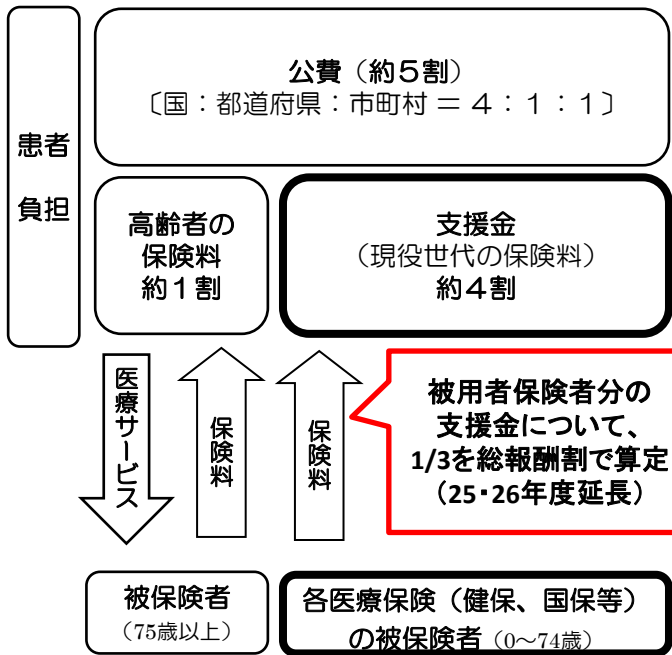 公費（約５割）
〔国：都道府県：市町村 ＝ ４：１：１〕
患者
負担
高齢者の
保険料
約１割
支援金
（現役世代の保険料）
約４割
医療サービス
保険料
保険料
被用者保険者分の
支援金について、
1/3を総報酬割で算定
（25・26年度延長）
被保険者
（75歳以上）
各医療保険（健保、国保等）
の被保険者（0～74歳）